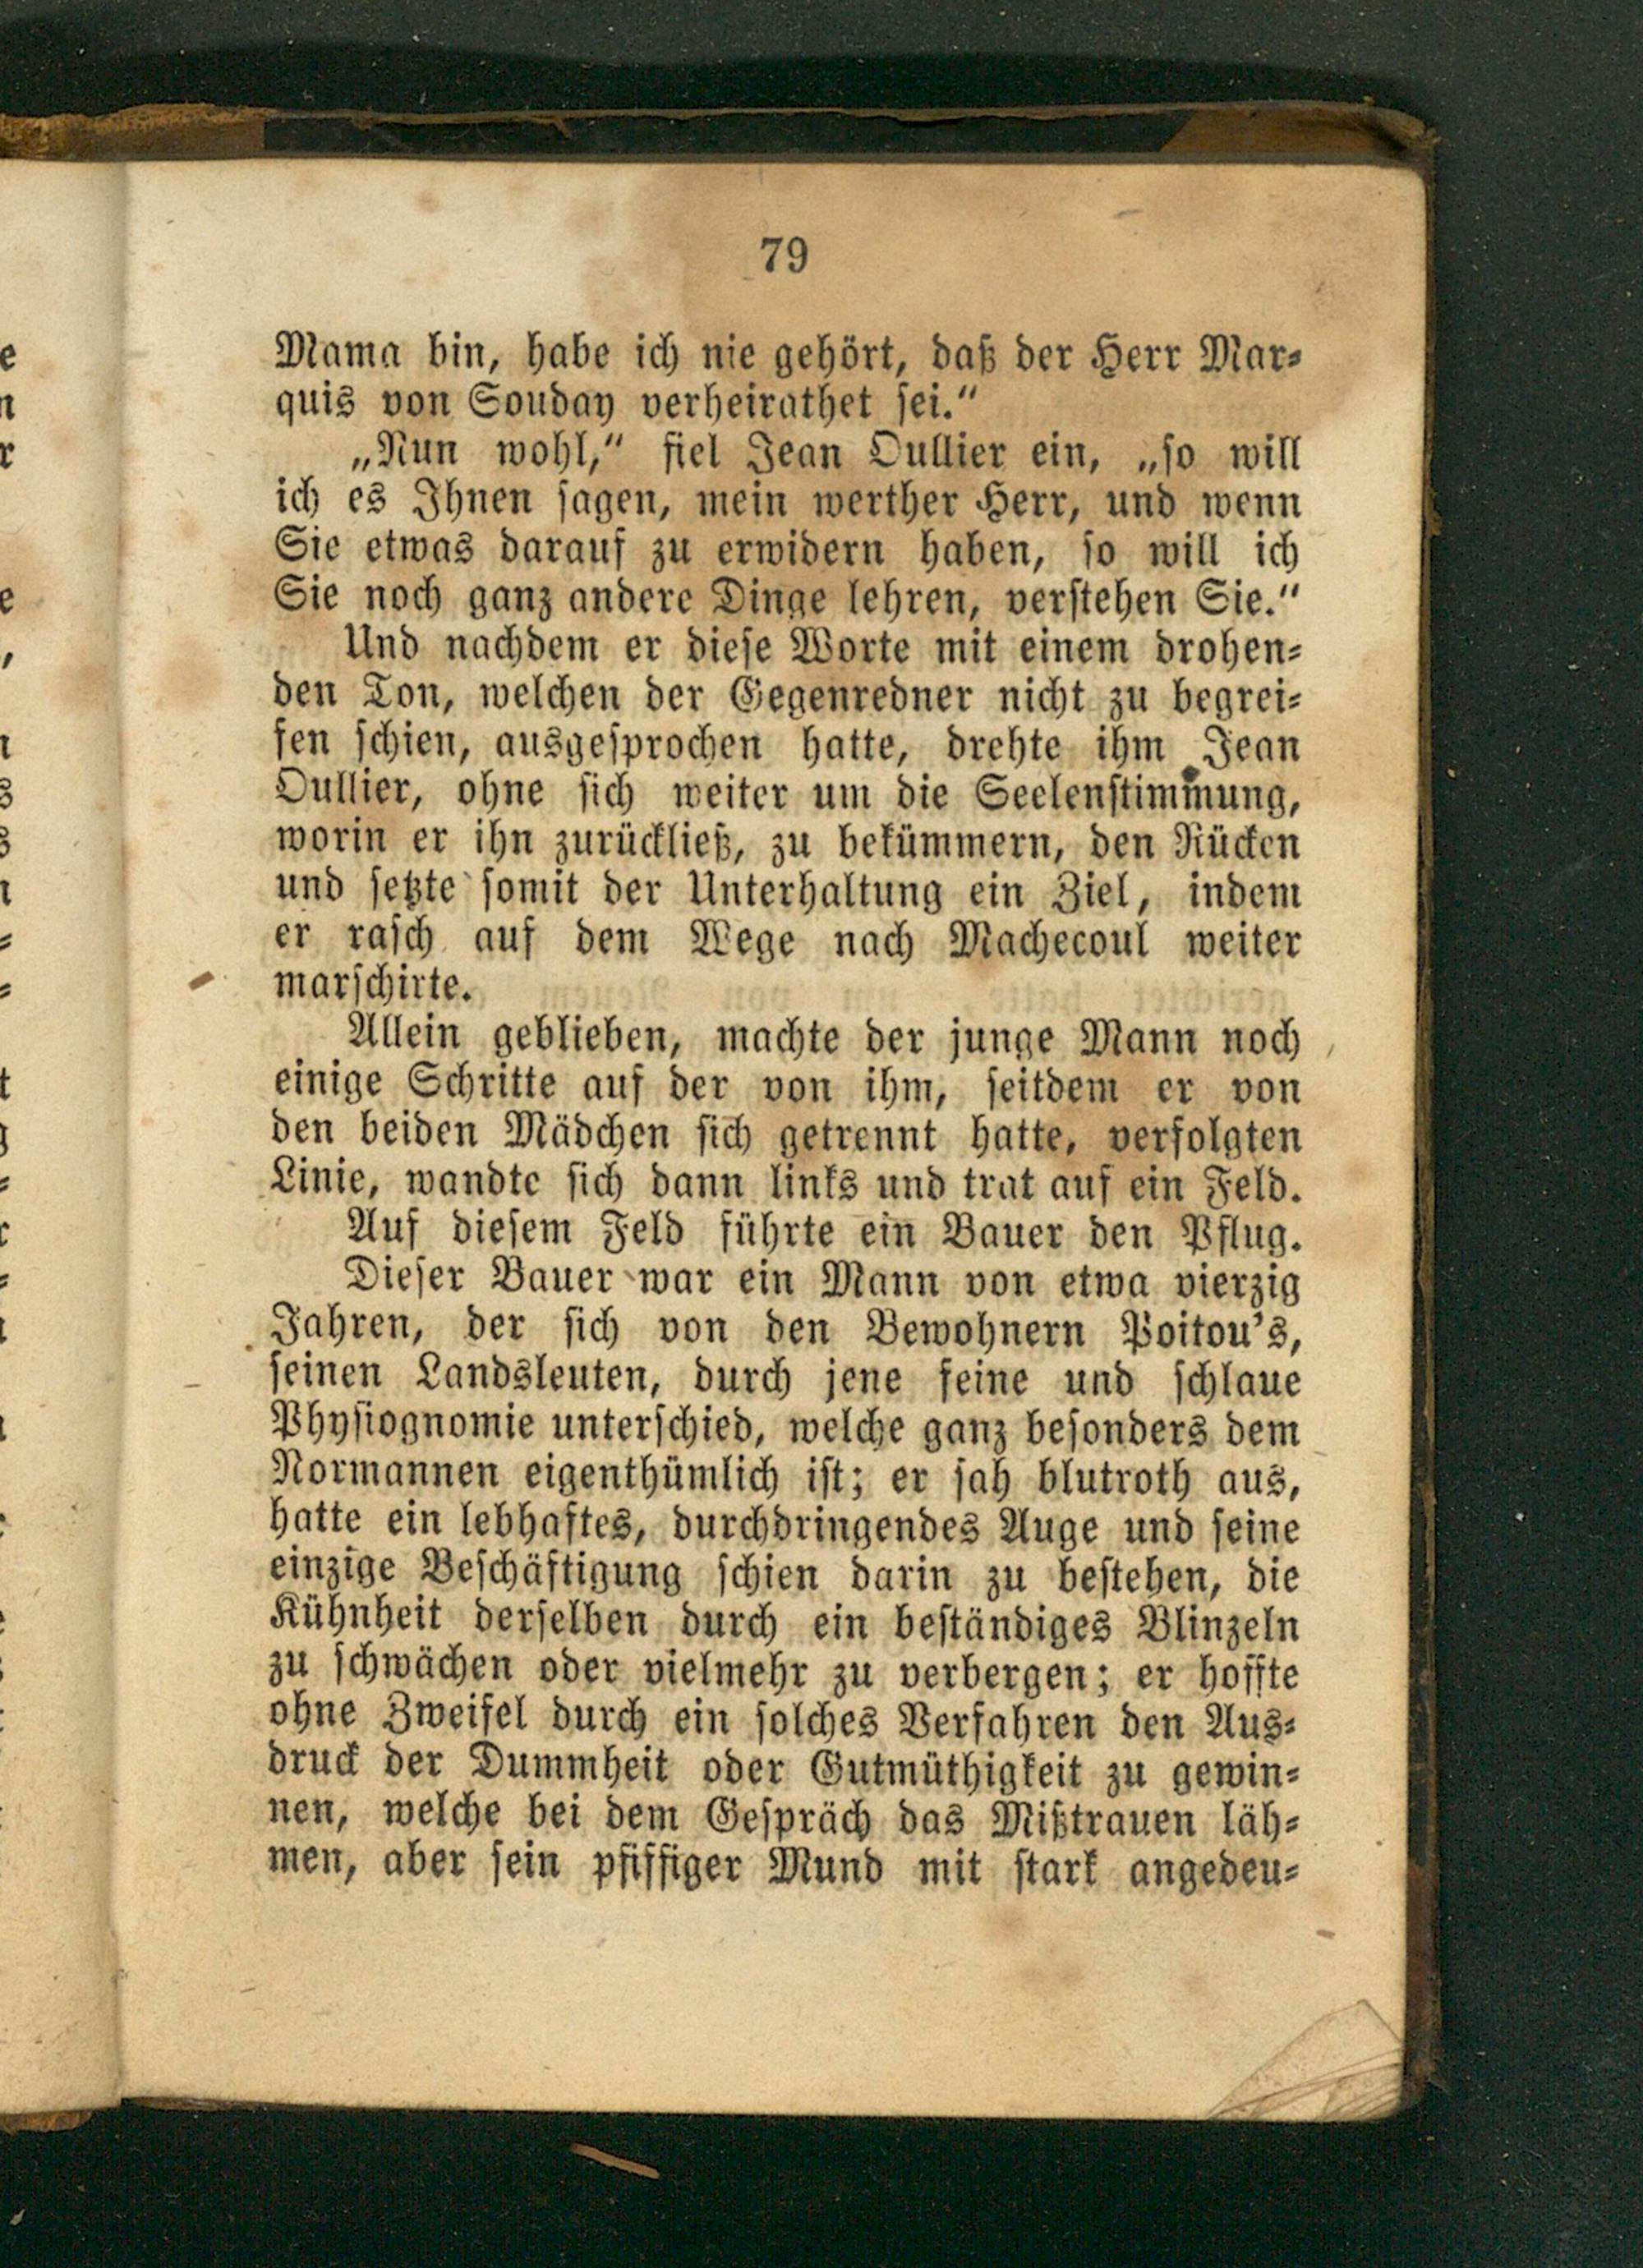 79
Mama bin, habe ich nie gehört, daß der Herr Mar⸗
quis von Souday verheirathet sei.“
„Nun wohl,“ fiel Jean Oullier ein, „so will
ich es Ihnen sagen, mein werther Herr, und wenn
Sie etwas darauf zu erwidern haben, so will ich
Sie noch ganz andere Dinge lehren, verstehen Sie.“
Und nachdem er diese Worte mit einem drohen⸗
den Ton, welchen der Gegenredner nicht zu begrei⸗
fen schien, ausgesprochen hatte, drehte ihm Jean
Oullier, ohne sich weiter um die Seelenstimmung,
worin er ihn zurückließ, zu bekümmern, den Rücken
und setzte somit der Unterhaltung ein Ziel, indem
er rasch auf dem Wege nach Machecoul weiter
marschirte.
Allein geblieben, machte der junge Mann noch
einige Schritte auf der von ihm, seitdem er von
den beiden Mädchen sich getrennt hatte, verfolgten
Linie, wandte sich dann links und trat auf ein Feld.
Auf diesem Feld führte ein Bauer den Pflug.
Dieser Bauer war ein Mann von etwa vierzig
Jahren, der sich von den Bewohnern Poitou's,
seinen Landsleuten, durch jene feine und schlaue
Physiognomie unterschied, welche ganz besonders dem
Normannen eigenthümlich ist; er sah blutroth aus,
hatte ein lebhaftes, durchdringendes Auge und seine
einzige Beschäftigung schien darin zu bestehen, die
Kühnheit derselben durch ein beständiges Blinzeln
zu schwächen oder vielmehr zu verbergen; er hoffte
ohne Zweifel durch ein solches Verfahren den Aus⸗
druck der Dummheit oder Gutmüthigkeit zu gewin⸗
nen, welche bei dem Gespräch das Mißtrauen läh⸗
men, aber sein pfiffiger Mund mit stark angedeu⸗